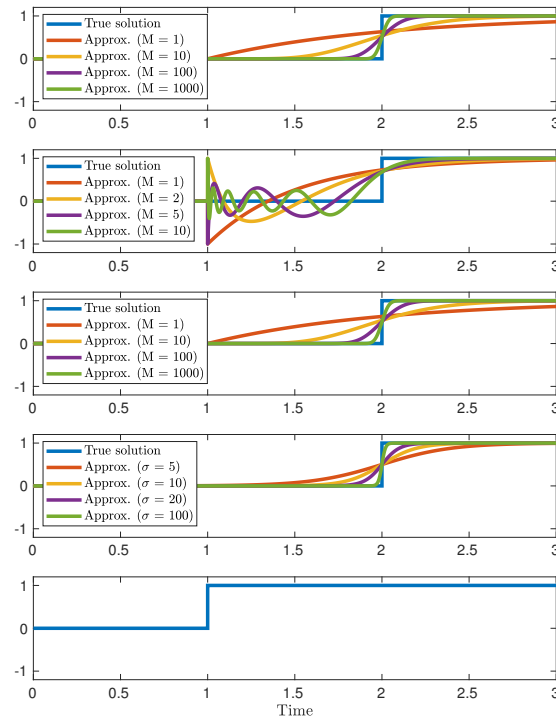 True solution
Approx. (M = 1)
Approx. (M = 10)
Approx. (M = 100)
Approx. (M = 1000)
1
0
-1
0 0.5 1 1.5 2 2.5 3
True solution
Approx. (M = 1)
Approx. (M = 2)
Approx. (M = 5)
Approx. (M = 10)
1
0
-1
0 0.5 1 1.5 2 2.5 3
True solution
Approx. (M = 1)
Approx. (M = 10)
Approx. (M = 100)
Approx. (M = 1000)
1
0
-1
0 0.5 1 1.5 2 2.5 3
True solution
Approx. (σ = 5)
Approx. (σ = 10)
Approx. (σ = 20)
Approx. (σ = 100)
1
0
-1
0 0.5 1 1.5 2 2.5 3
1
0
-1
0 0.5 1 1.5 2 2.5 3
Time